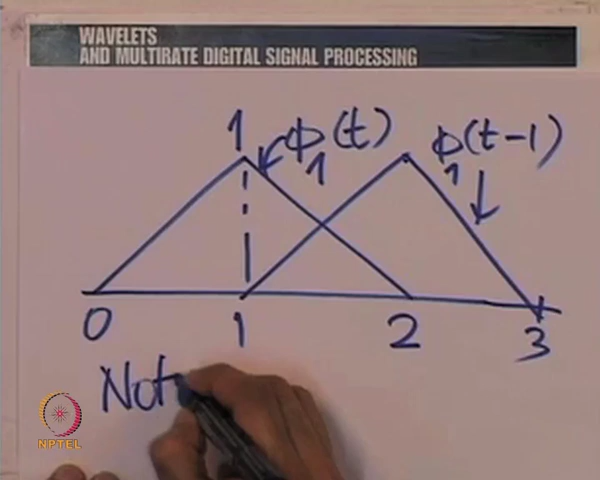 WAVELETS
AND MULTIRATE DIGITAL SIGNAL PROCESSING
1 ϕ₁(t) ϕ₁(t-1)
0 1 2 3
Not
NPTEL